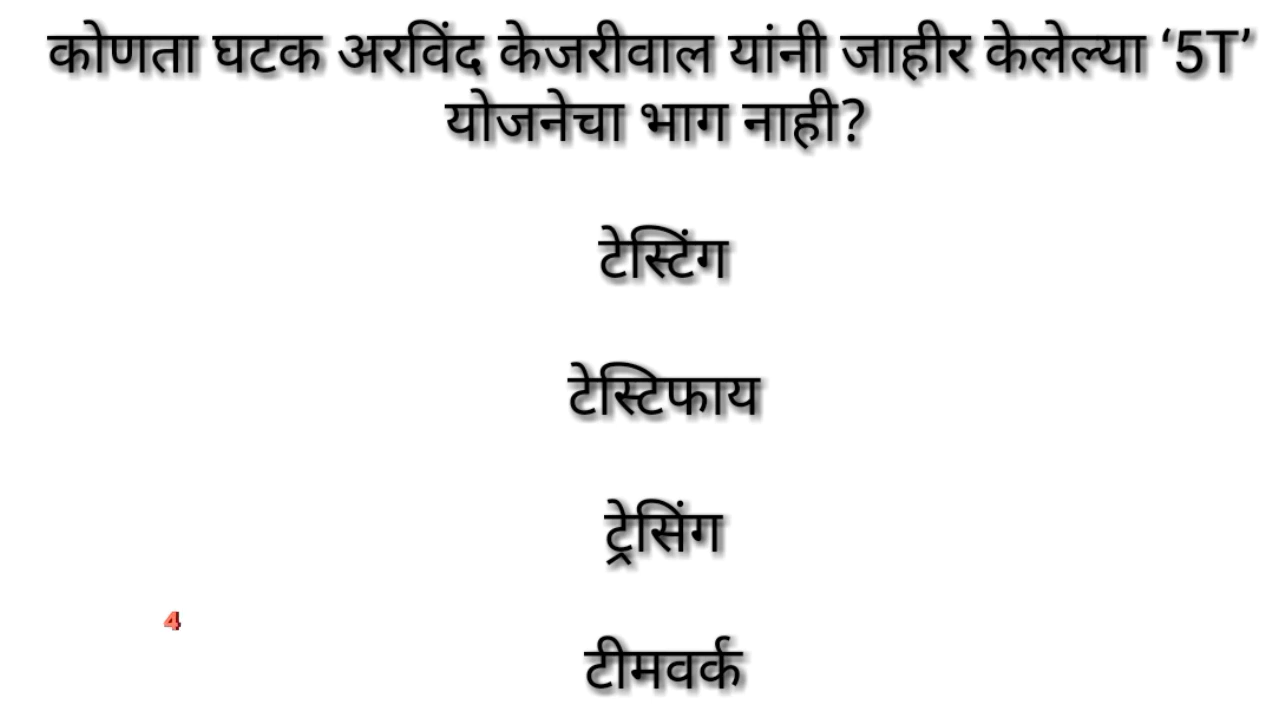 कोणता घटक अरविंद केजरीवाल यांनी जाहीर केलेल्या ‘5T’
योजनेचा भाग नाही?
टेस्टिंग
टेस्टिफाय
ट्रेसिंग
4
टीमवर्क